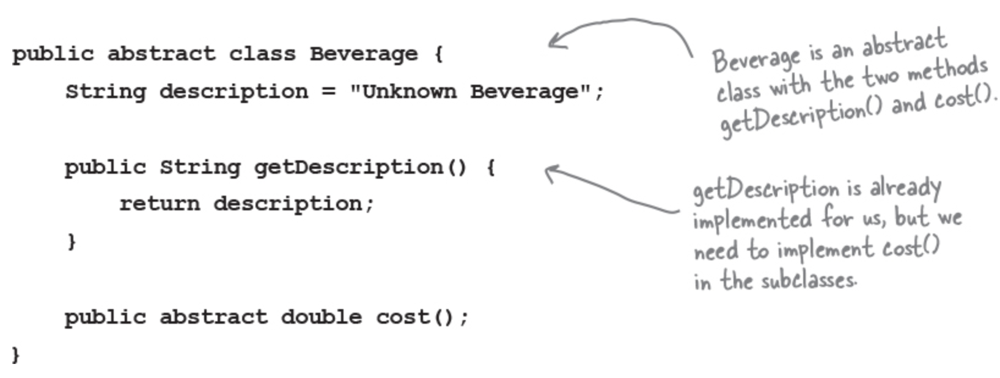 public abstract class Beverage {
String description = "Unknown Beverage";
public String getDescription() {
return description;
}
public abstract double cost();
}
Beverage is an abstract
class with the two methods
getDescription() and cost().
getDescription is already
implemented for us, but we
need to implement cost()
in the subclasses.